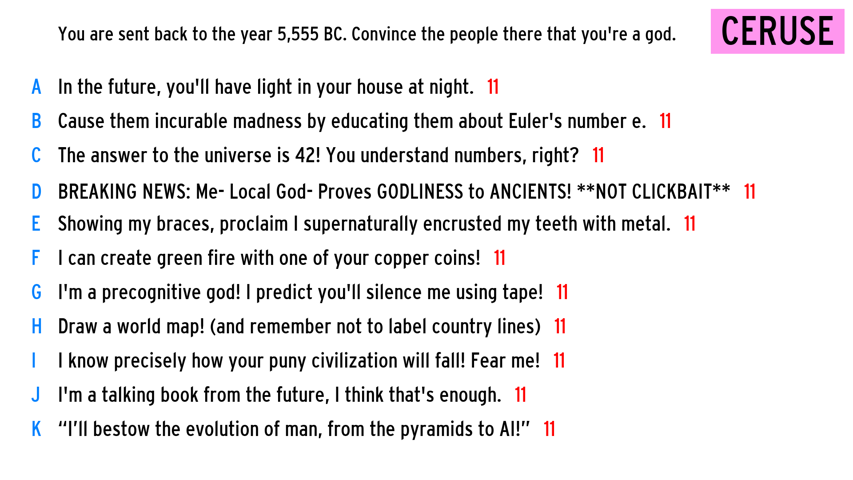 You are sent back to the year 5,555 BC. Convince the people there that you're a god.
CERUSE
A In the future, you'll have light in your house at night. 11
B Cause them incurable madness by educating them about Euler's number e. 11
C The answer to the universe is 42! You understand numbers, right? 11
D BREAKING NEWS: Me- Local God- Proves GODLINESS to ANCIENTS! **NOT CLICKBAIT** 11
E Showing my braces, proclaim I supernaturally encrusted my teeth with metal. 11
F I can create green fire with one of your copper coins! 11
G I'm a precognitive god! I predict you'll silence me using tape! 11
H Draw a world map! (and remember not to label country lines) 11
I I know precisely how your puny civilization will fall! Fear me! 11
J I'm a talking book from the future, I think that's enough. 11
K “I’ll bestow the evolution of man, from the pyramids to AI!” 11